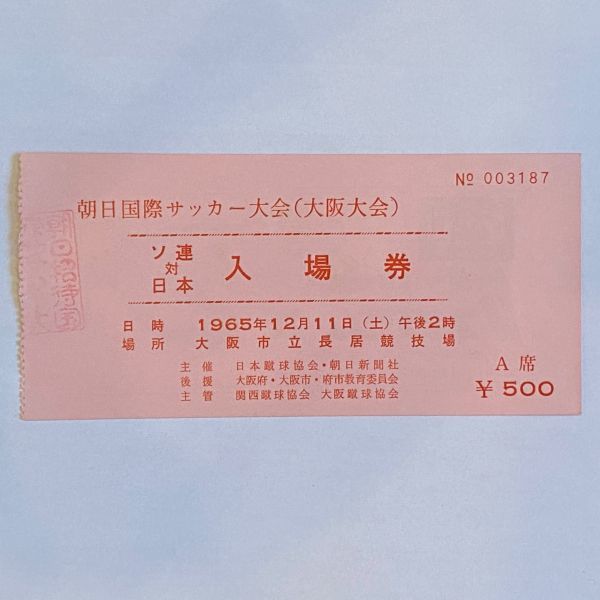 № 003187
朝日国際サッカー大会(大阪大会)
ソ連
対
日本
入場券
日時 1965年12月11日(土)午後2時
場所 大阪市立長居競技場
主催 日本蹴球協会・朝日新聞社
後援 大阪府・大阪市・府市教育委員会
主管 関西蹴球協会 大阪蹴球協会
A席
¥500